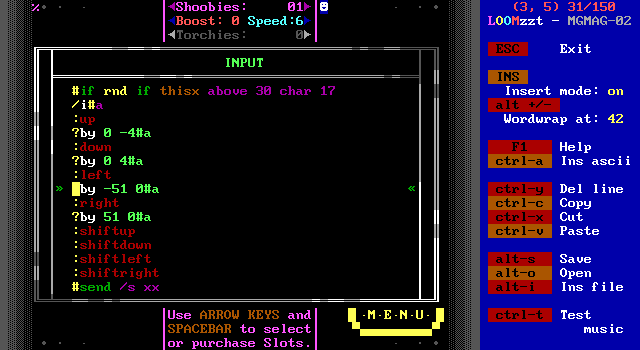 Shoobies: 01
Boost: 0 Speed:6
Torchies: 0
INPUT
#if rnd if thisx above 30 char 17
/i#a
:up
?by 0 -4#a
:down
?by 0 4#a
:left
» by -51 0#a «
:right
?by 51 0#a
:shiftup
:shiftdown
:shiftleft
:shiftright
#send /s xx
Use ARROW KEYS and
SPACEBAR to select
or purchase Slots.
·M·E·N·U·
(3, 5) 31/150
LOOMzzt - MGMAG-02
ESC Exit
INS
Insert mode: on
alt +/-
Wordwrap at: 42
F1 Help
ctrl-a Ins ascii
ctrl-y Del line
ctrl-c Copy
ctrl-x Cut
ctrl-v Paste
alt-s Save
alt-o Open
alt-i Ins file
ctrl-t Test
music